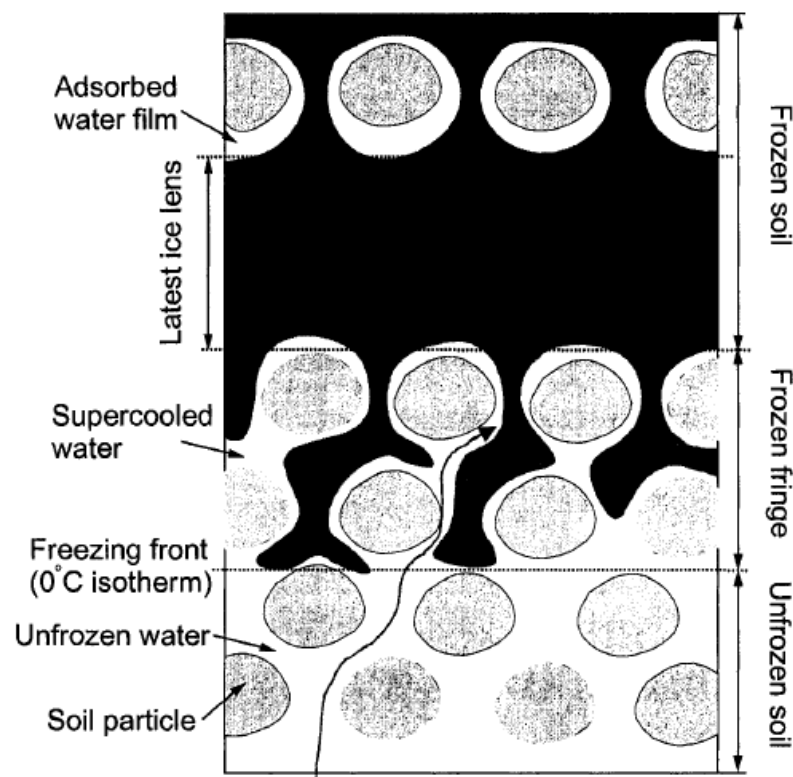 Adsorbed
water film
Frozen soil
Latest ice lens
Supercooled
water
Frozen fringe
Freezing front
(0°C isotherm)
Unfrozen water
Unfrozen soil
Soil particle